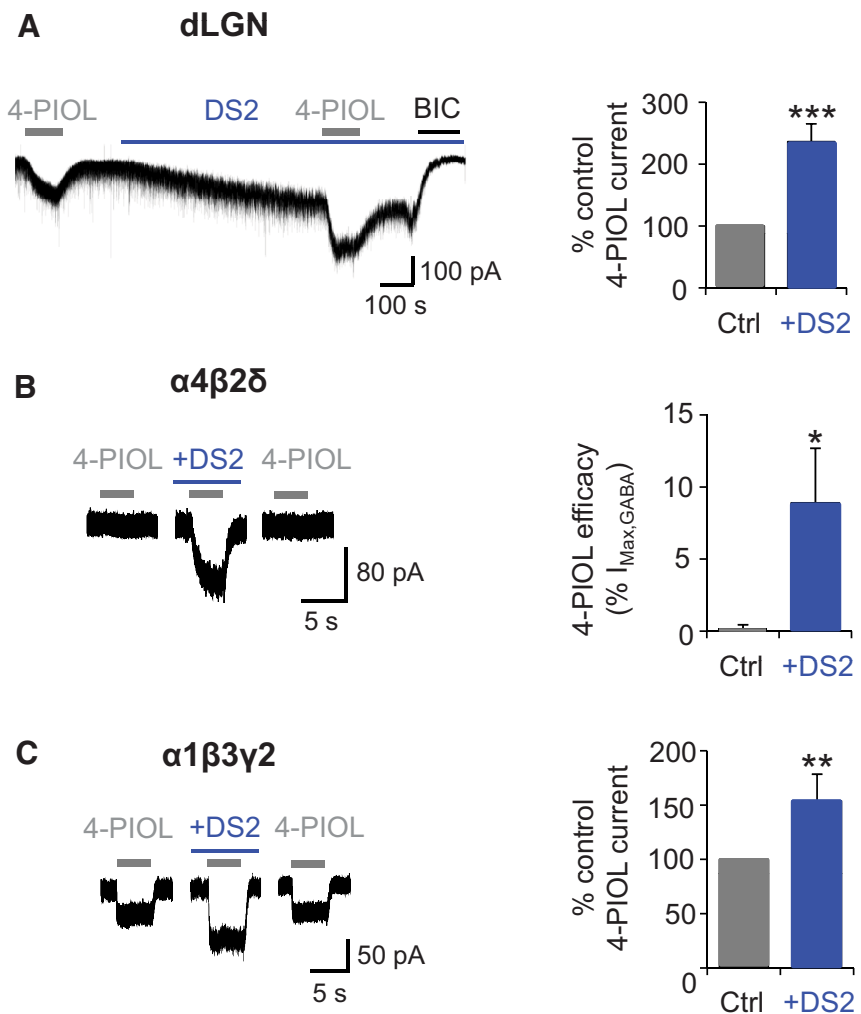 A
dLGN
4-PIOL DS2 4-PIOL BIC
100 pA
100 s
% control
4-PIOL current
300
200
100
0
***
Ctrl +DS2
B
α4β2δ
4-PIOL +DS2 4-PIOL
80 pA
5 s
4-PIOL efficacy
(% IMax,GABA)
15
10
5
0
*
Ctrl +DS2
C
α1β3γ2
4-PIOL +DS2 4-PIOL
50 pA
5 s
% control
4-PIOL current
200
150
100
50
0
**
Ctrl +DS2